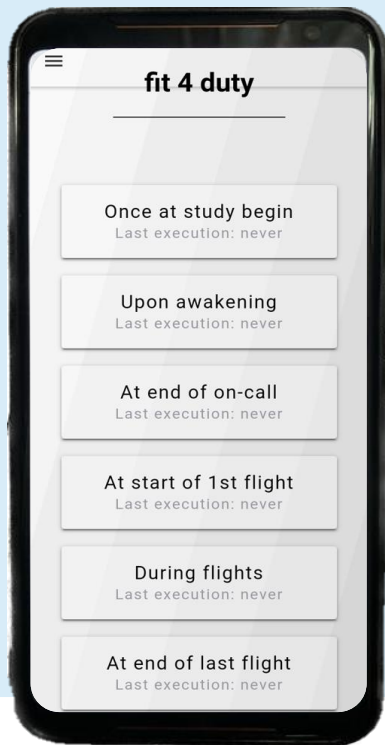 fit 4 duty
Once at study begin
Last execution: never
Upon awakening
Last execution: never
At end of on-call
Last execution: never
At start of 1st flight
Last execution: never
During flights
Last execution: never
At end of last flight
Last execution: never